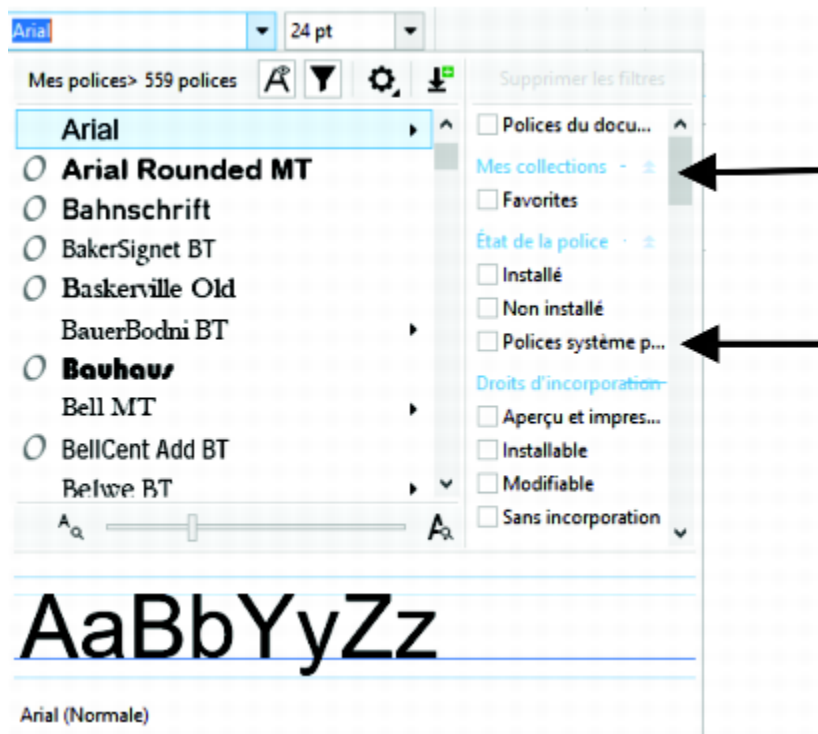 Arial 24 pt
Mes polices> 559 polices
Supprimer les filtres
Arial
Arial Rounded MT
Bahnschrift
BakerSignet BT
Baskerville Old
BauerBodni BT
Bauhaus
Bell MT
BellCent Add BT
Belwe BT
Polices du docu...
Mes collections
Favorites
État de la police
Installé
Non installé
Polices système p...
Droits d'incorporation
Aperçu et impres...
Installable
Modifiable
Sans incorporation
AaBbYyZz
Arial (Normale)